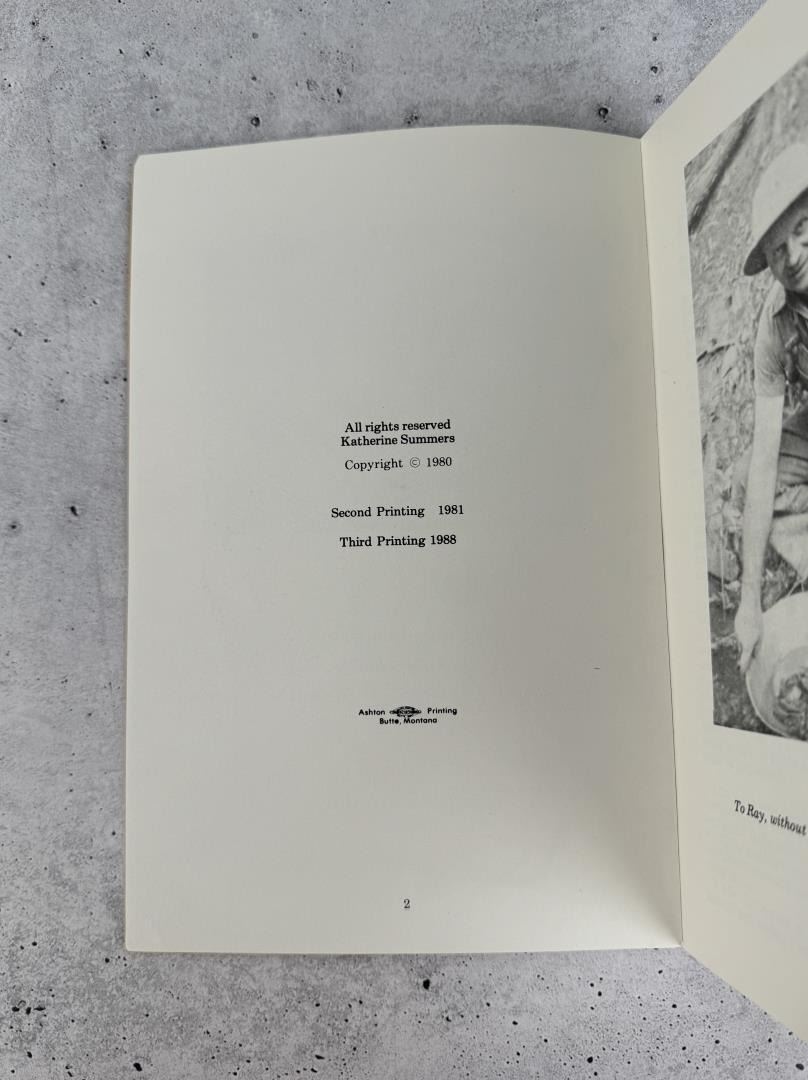 All rights reserved
Katherine Summers
Copyright © 1980
Second Printing 1981
Third Printing 1988
Ashton Printing
Butte, Montana
2
To Ray, without